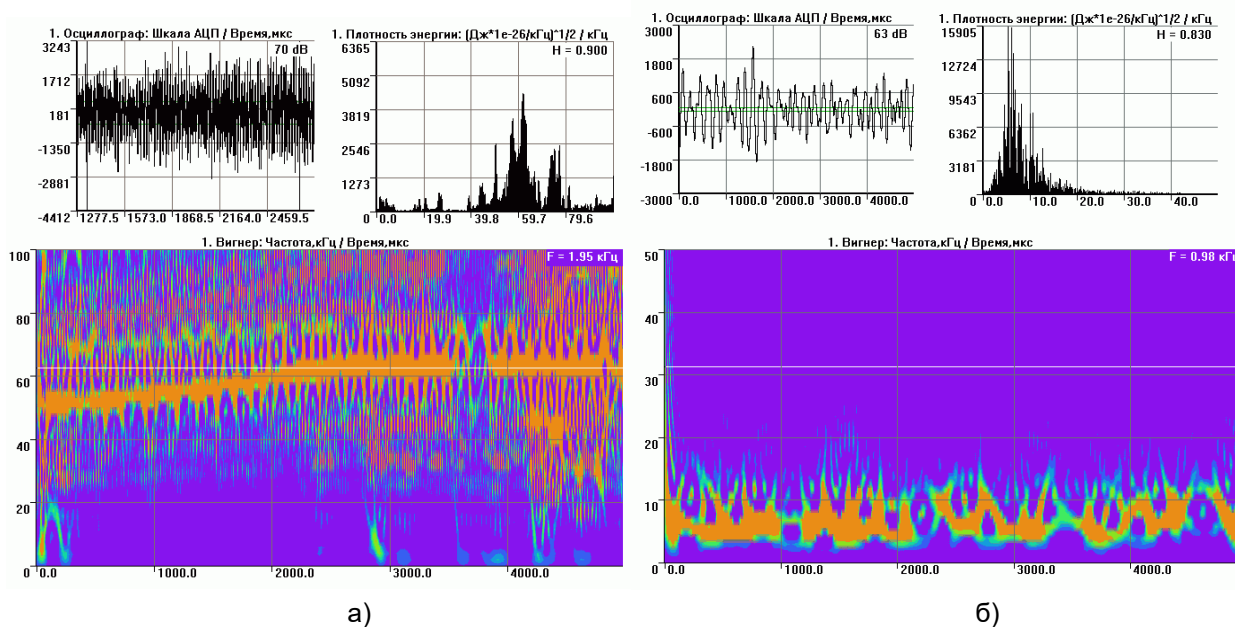 1. Осциллограф: Шкала АЦП / Время,мкс
70 dB
3243
1712
181
-1350
-2881
-4412
1277.5 1573.0 1868.5 2164.0 2459.5
1. Плотность энергии: (Дж*1e-26/кГц)^1/2 / кГц
H = 0.900
6365
5092
3819
2546
1273
0.0 19.9 39.8 59.7 79.6
1. Вигнер: Частота,кГц / Время,мкс
F = 1.95 кГц
100
80
60
40
20
0
0.0 1000.0 2000.0 3000.0 4000.0
а)
1. Осциллограф: Шкала АЦП / Время,мкс
63 dB
3000
1800
600
-600
-1800
-3000
0.0 1000.0 2000.0 3000.0 4000.0
1. Плотность энергии: (Дж*1e-26/кГц)^1/2 / кГц
H = 0.830
15905
12724
9543
6362
3181
0.0 10.0 20.0 30.0 40.0
1. Вигнер: Частота,кГц / Время,мкс
F = 0.98 кГц
50
40
30
20
10
0
0.0 1000.0 2000.0 3000.0 4000.0
б)